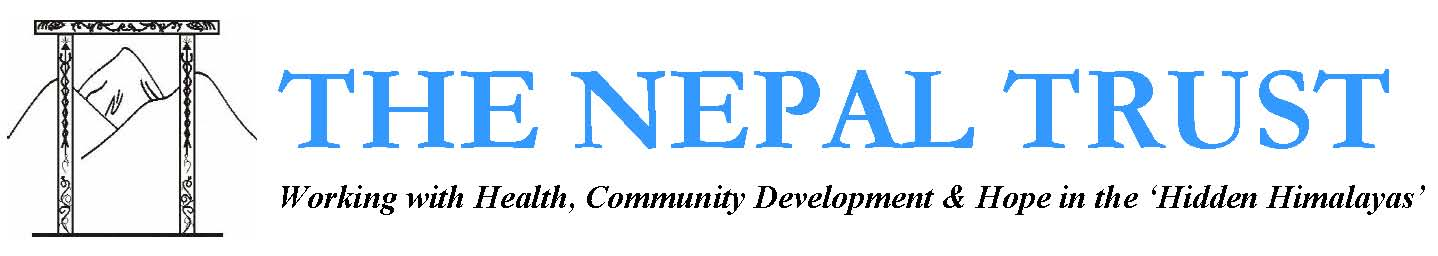 THE NEPAL TRUST
Working with Health, Community Development & Hope in the ‘Hidden Himalayas’